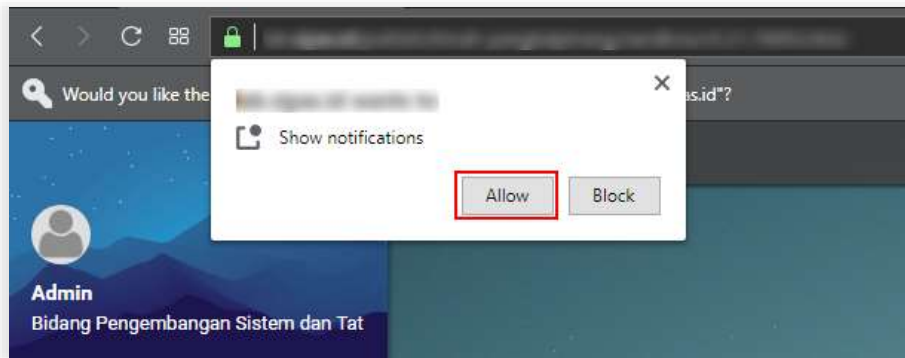 Would you like the
as.id"?
Show notifications
Allow
Block
Admin
Bidang Pengembangan Sistem dan Tat